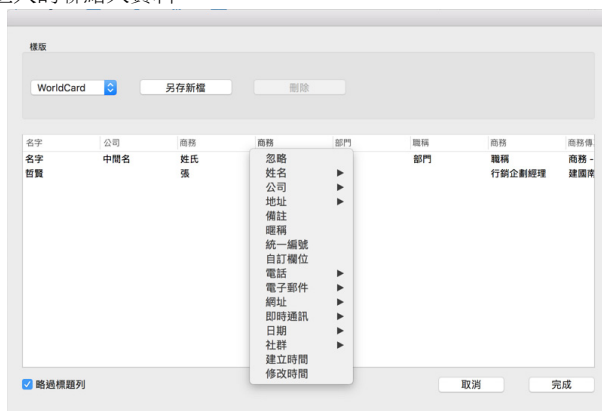 樣版
WorldCard 另存新檔 刪除
名字 公司 商務 商務 部門 職稱 商務 商務傳
名字 中間名 姓氏 部門 職稱 商務 -
哲賢 張 行銷企劃經理 建國南
忽略
姓名
公司
地址
備註
暱稱
統一編號
自訂欄位
電話
電子郵件
網址
即時通訊
日期
社群
建立時間
修改時間
略過標題列 取消 完成